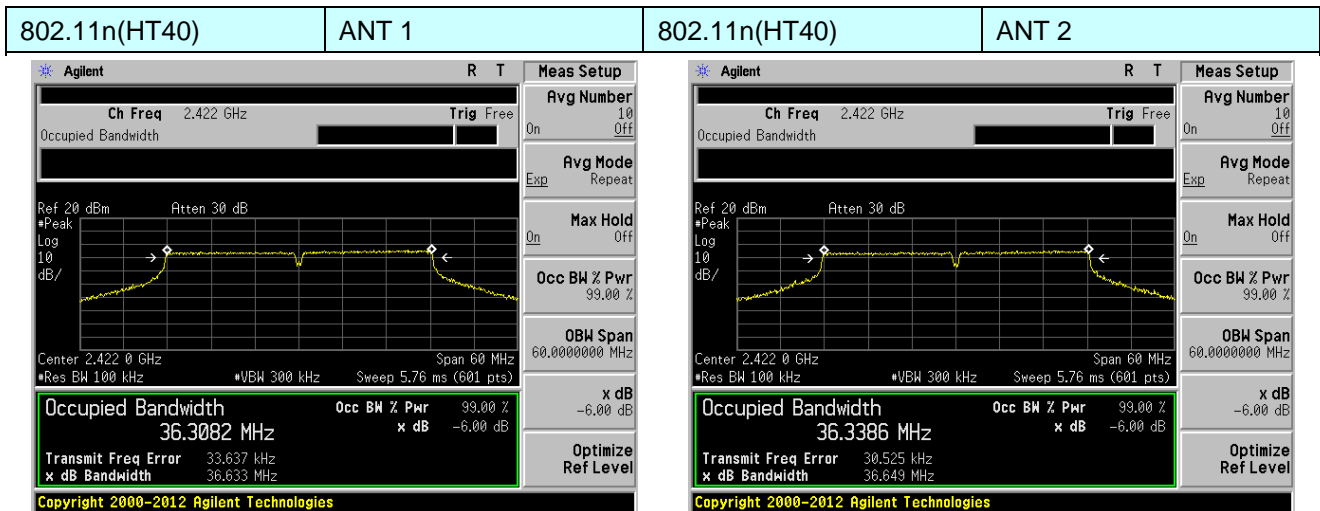 802.11n(HT40) ANT 1 802.11n(HT40) ANT 2
Agilent R T Meas Setup
Ch Freq 2.422 GHz Trig Free
Occupied Bandwidth
Avg Number
10
On Off
Avg Mode
Exp Repeat
Ref 20 dBm Atten 30 dB
#Peak
Log
10
dB/
Max Hold
On Off
Occ BW % Pwr
99.00 %
OBW Span
60.0000000 MHz
Center 2.422 0 GHz Span 60 MHz
#Res BW 100 kHz #VBW 300 kHz Sweep 5.76 ms (601 pts)
Occupied Bandwidth Occ BW % Pwr 99.00 %
36.3082 MHz x dB -6.00 dB
Transmit Freq Error 33.637 kHz
x dB Bandwidth 36.633 MHz
x dB
-6.00 dB
Optimize
Ref Level
Copyright 2000-2012 Agilent Technologies
Agilent R T Meas Setup
Ch Freq 2.422 GHz Trig Free
Occupied Bandwidth
Avg Number
10
On Off
Avg Mode
Exp Repeat
Ref 20 dBm Atten 30 dB
#Peak
Log
10
dB/
Max Hold
On Off
Occ BW % Pwr
99.00 %
OBW Span
60.0000000 MHz
Center 2.422 0 GHz Span 60 MHz
#Res BW 100 kHz #VBW 300 kHz Sweep 5.76 ms (601 pts)
Occupied Bandwidth Occ BW % Pwr 99.00 %
36.3386 MHz x dB -6.00 dB
Transmit Freq Error 30.525 kHz
x dB Bandwidth 36.649 MHz
x dB
-6.00 dB
Optimize
Ref Level
Copyright 2000-2012 Agilent Technologies